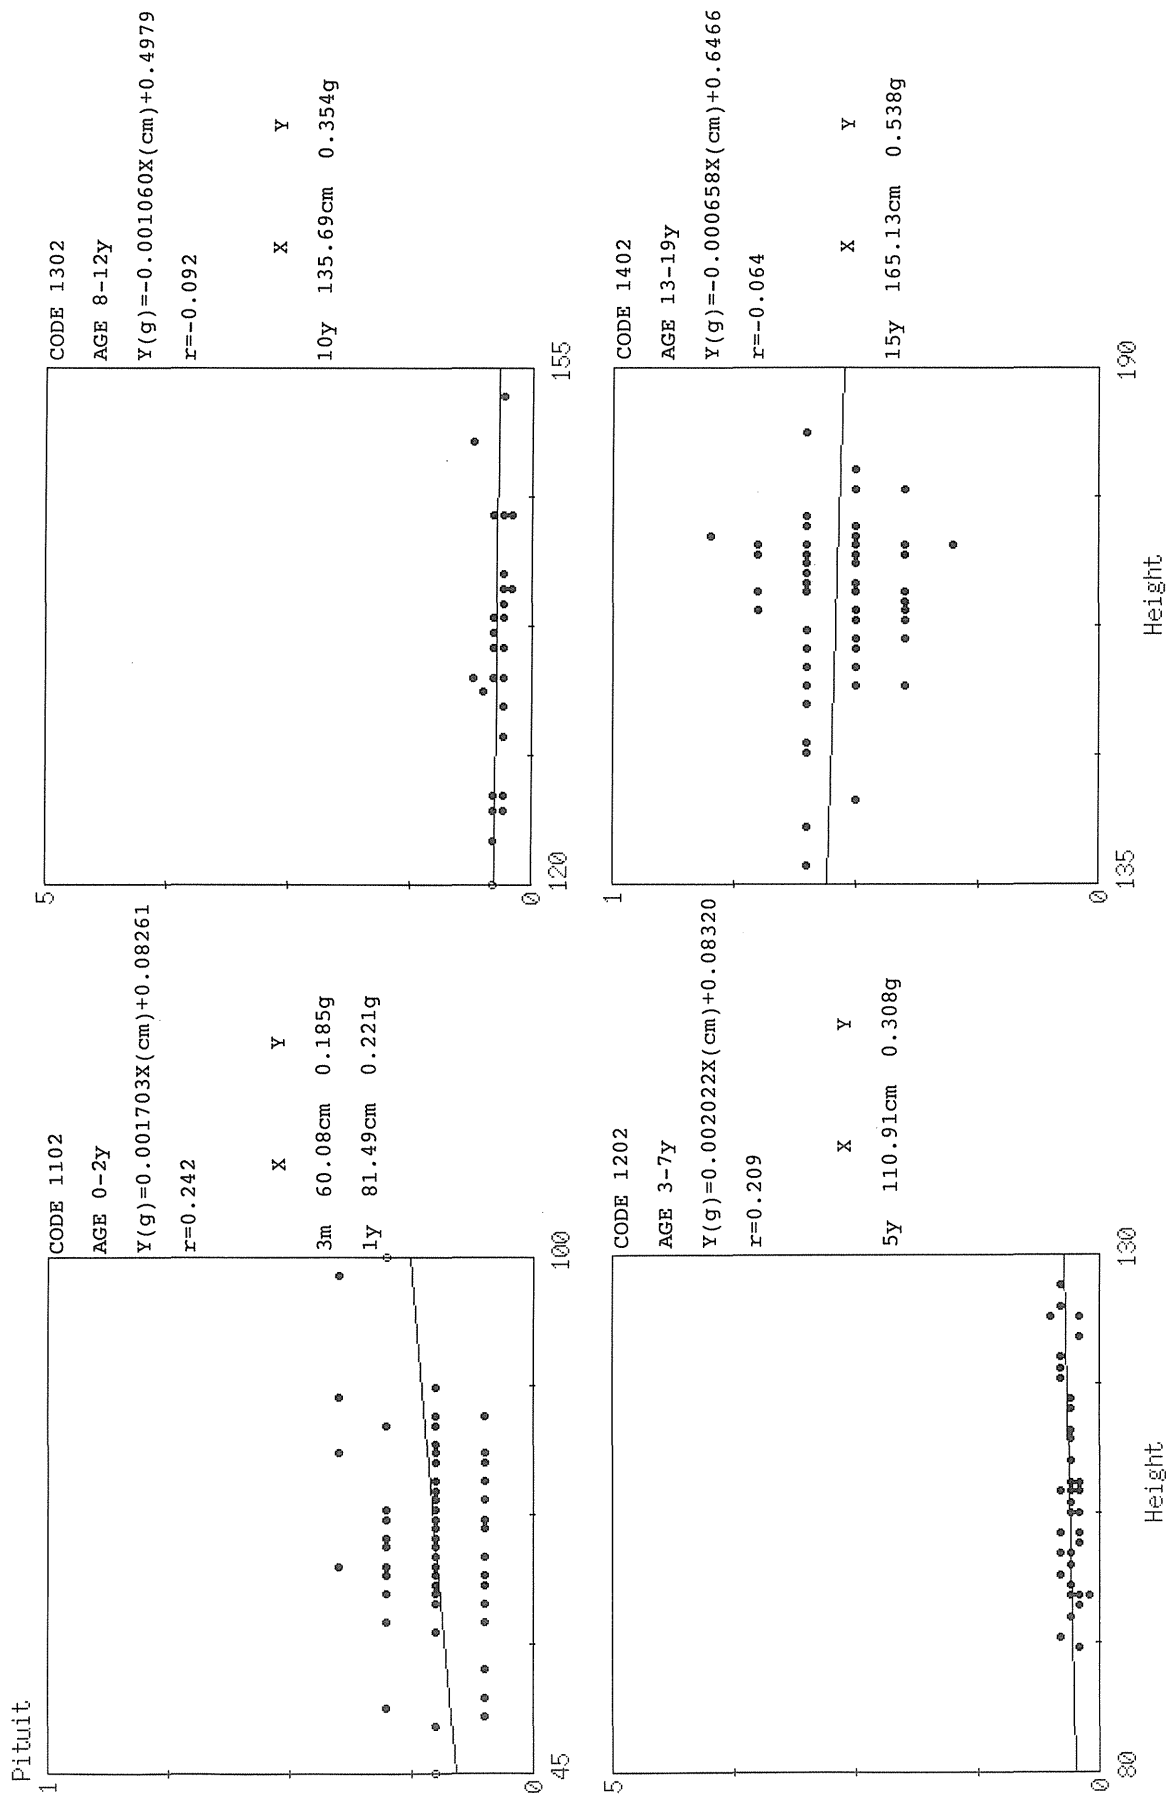 Pituit
1
0
45
100
CODE 1102
AGE 0-2y
Y(g)=0.001703X(cm)+0.08261
r=0.242
X Y
3m 60.08cm 0.185g
1y 81.49cm 0.221g
5
0
120
155
CODE 1302
AGE 8-12y
Y(g)=-0.001060X(cm)+0.4979
r=-0.092
X Y
10y 135.69cm 0.354g
5
0
80
130
Height
CODE 1202
AGE 3-7y
Y(g)=0.002022X(cm)+0.08320
r=0.209
X Y
5y 110.91cm 0.308g
1
0
135
190
Height
CODE 1402
AGE 13-19y
Y(g)=-0.000658X(cm)+0.6466
r=-0.064
X Y
15y 165.13cm 0.538g